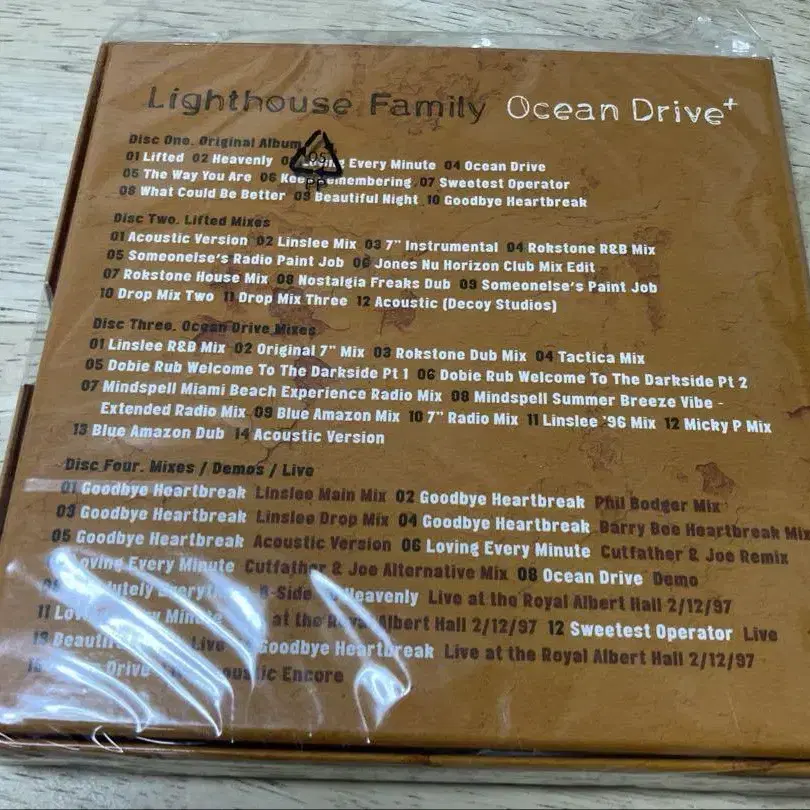 Lighthouse Family Ocean Drive+
Disc One. Original Album
01 Lifted 02 Heavenly Every Minute 04 Ocean Drive
05 The Way You Are 06 Keep Remembering 07 Sweetest Operator
08 What Could Be Better 09 Beautiful Night 10 Goodbye Heartbreak
05
PP
Disc Two. Lifted Mixes
01 Acoustic Version 02 Linslee Mix 03 7" Instrumental 04 Rokstone R&B Mix
05 Someonelse's Radio Paint Job 06 Jones Nu Horizon Club Mix Edit
07 Rokstone House Mix 08 Nostalgia Freaks Dub 09 Someonelse's Paint Job
10 Drop Mix Two 11 Drop Mix Three 12 Acoustic (Decoy Studios)
Disc Three. Ocean Drive Mixes
01 Linslee R&B Mix 02 Original 7" Mix 03 Rokstone Dub Mix 04 Tactica Mix
05 Dobie Rub Welcome To The Darkside Pt 1 06 Dobie Rub Welcome To The Darkside Pt 2
07 Mindspell Miami Beach Experience Radio Mix 08 Mindspell Summer Breeze Vibe -
Extended Radio Mix 09 Blue Amazon Mix 10 7" Radio Mix 11 Linslee '96 Mix 12 Micky P Mix
13 Blue Amazon Dub 14 Acoustic Version
Disc Four. Mixes / Demos / Live
01 Goodbye Heartbreak Linslee Main Mix 02 Goodbye Heartbreak Phil Bodger Mix
03 Goodbye Heartbreak Linslee Drop Mix 04 Goodbye Heartbreak Barry Boe Heartbreak Mix
05 Goodbye Heartbreak Acoustic Version 06 Loving Every Minute Cutfather & Joe Remix
Loving Every Minute Cutfather & Joe Alternative Mix 08 Ocean Drive Demo
B-Side Heavenly Live at the Royal Albert Hall 2/12/97
11 Every Minute at the Royal Albert Hall 2/12/97 12 Sweetest Operator Live
13 Live Goodbye Heartbreak Live at the Royal Albert Hall 2/12/97
Drive Acoustic Encore